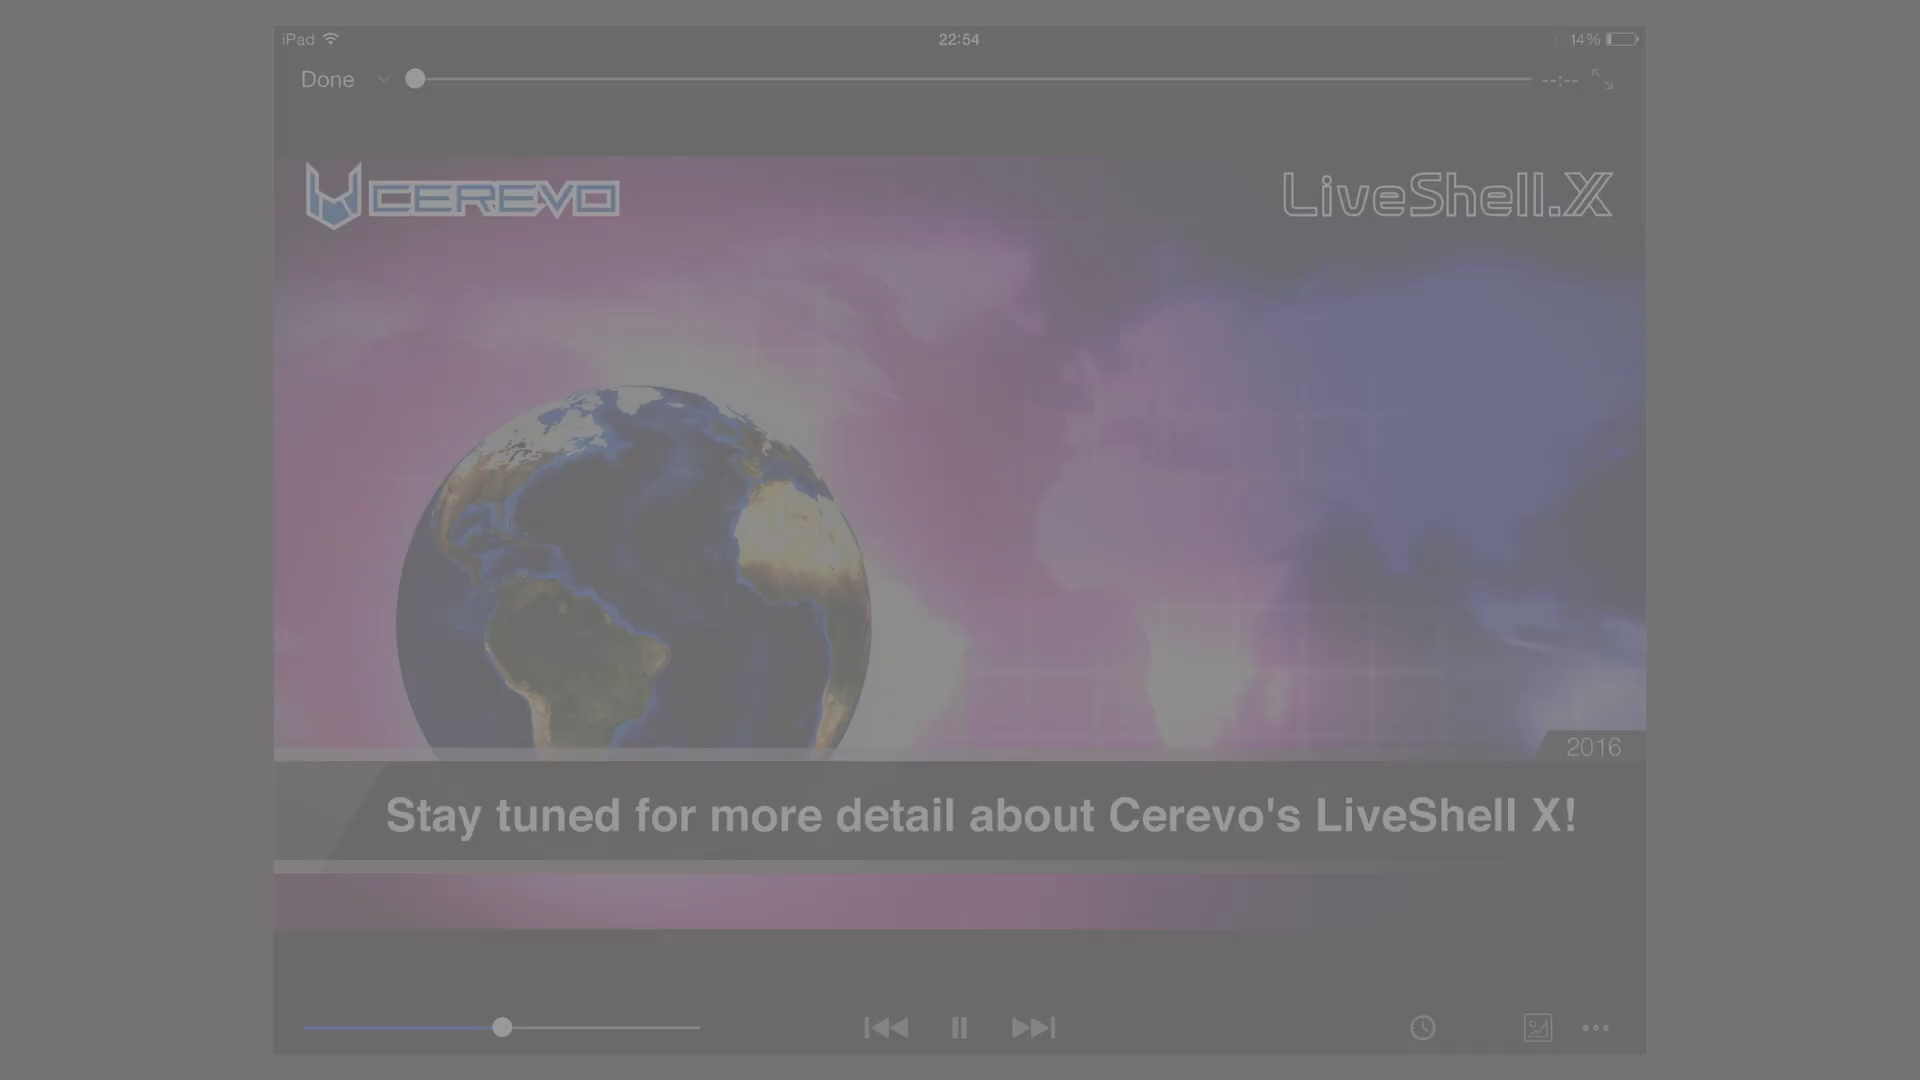 iPad 22:54 14%
Done --:--
CEREVO LiveShell.X
2016
Stay tuned for more detail about Cerevo's LiveShell X!